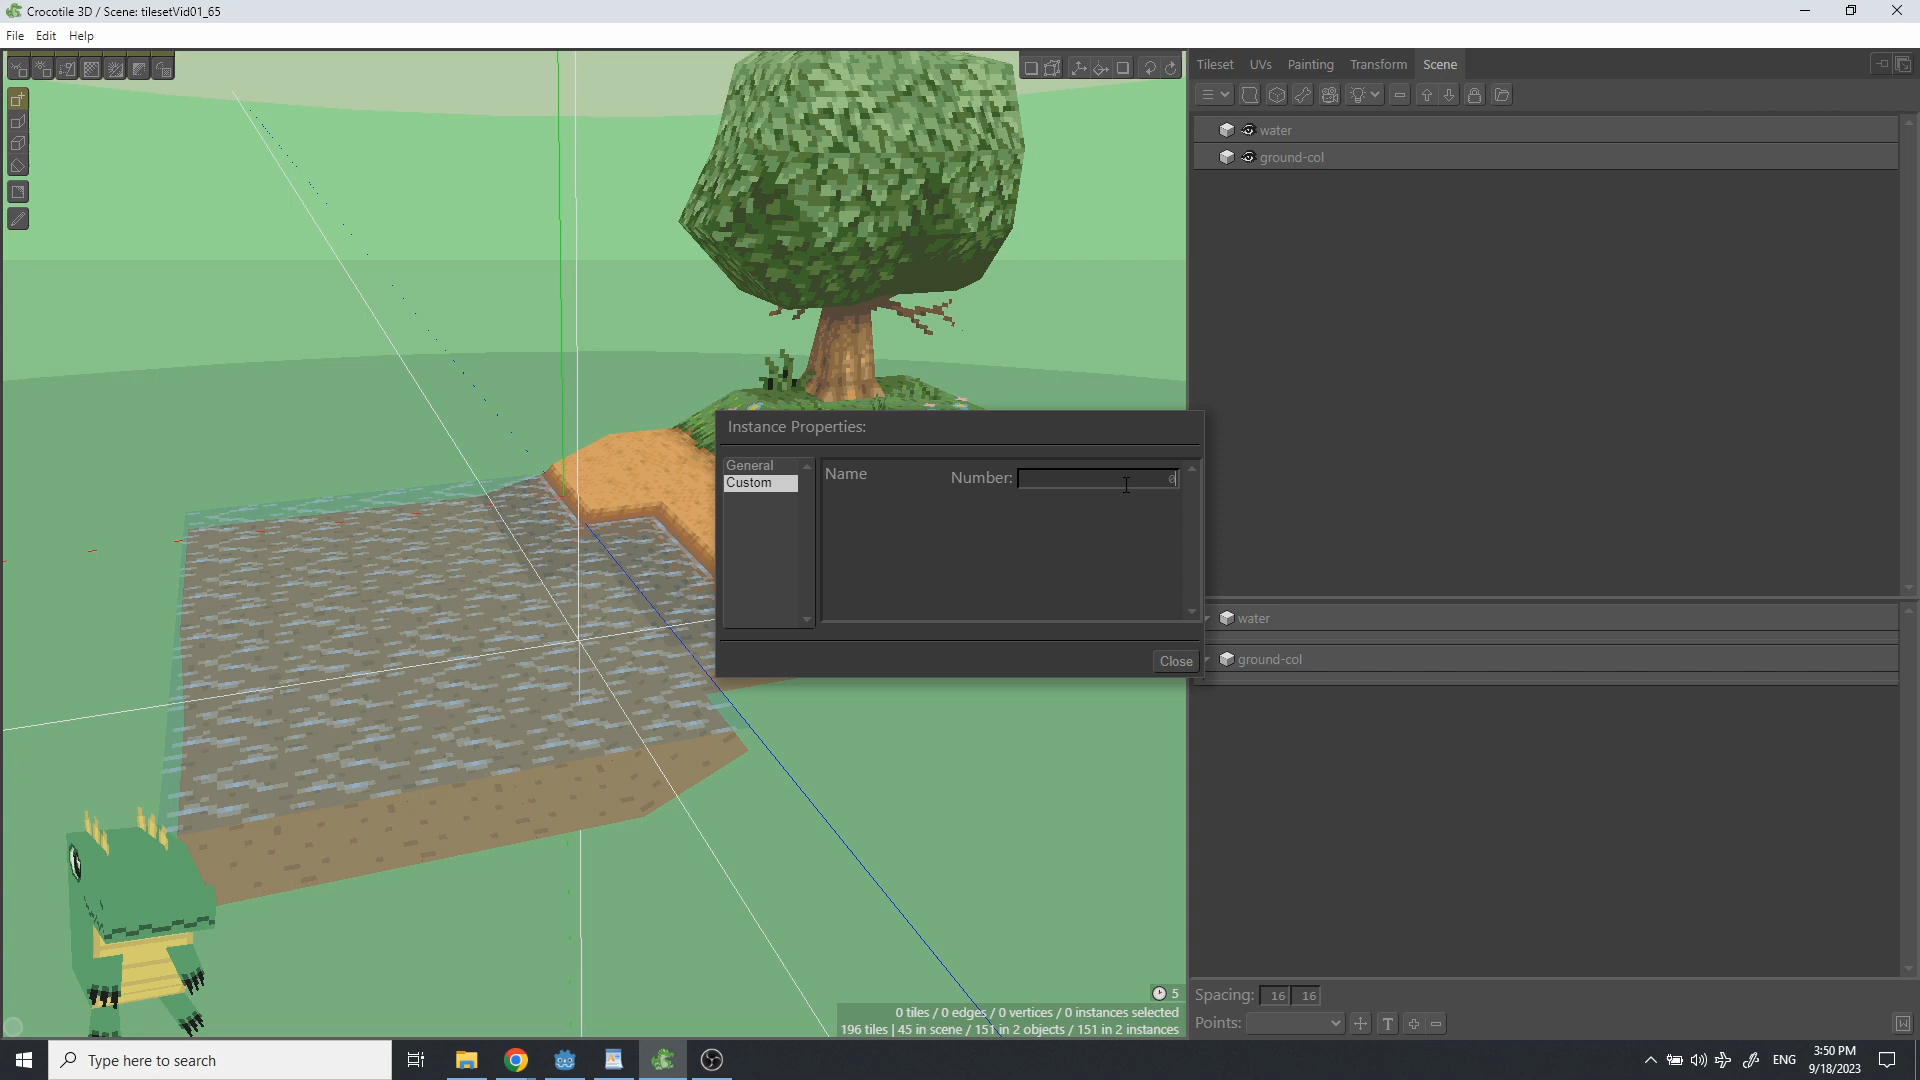 Crocotile 3D / Scene: tilesetVid01_65
File Edit Help
Tileset UVs Painting Transform Scene
water
ground-col
Instance Properties:
General
Custom
Name Number: 0
Close
water
ground-col
5
0 tiles / 0 edges / 0 vertices / 0 instances selected
196 tiles | 45 in scene / 151 in 2 objects / 151 in 2 instances
Spacing: 16 16
Points:
T
Type here to search
ENG
3:50 PM
9/18/2023